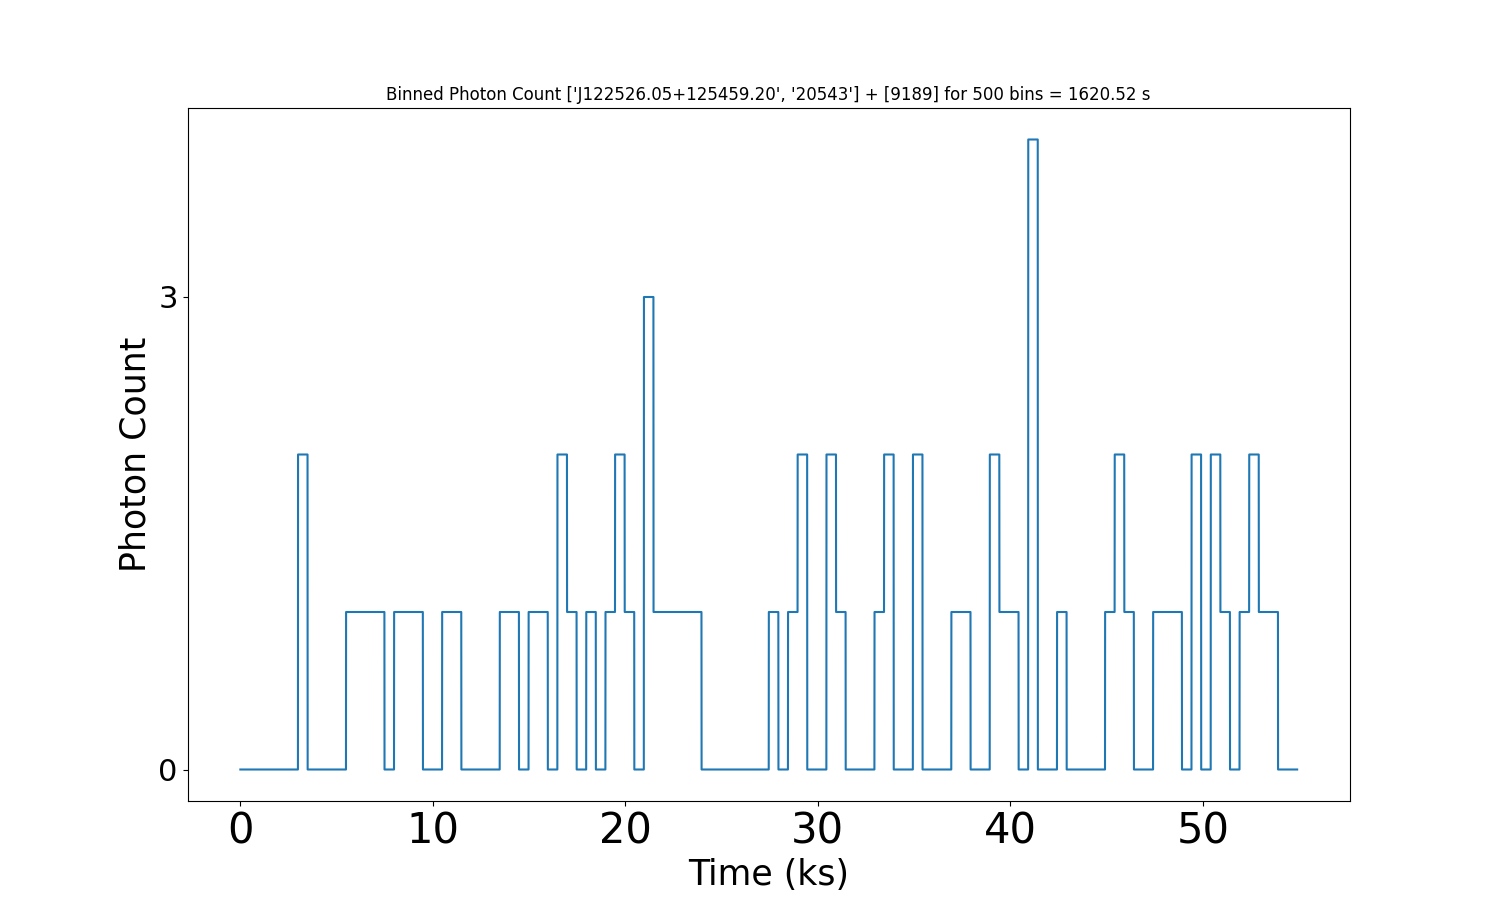 Binned Photon Count ['J122526.05+125459.20', '20543'] + [9189] for 500 bins = 1620.52 s
3
0
Photon Count
0 10 20 30 40 50
Time (ks)